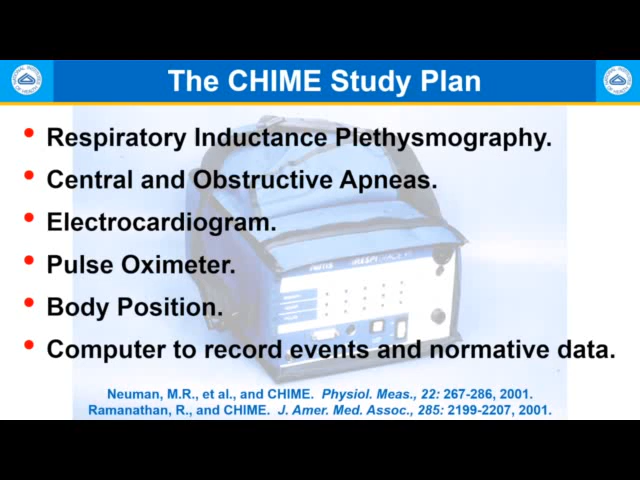 The CHIME Study Plan
• Respiratory Inductance Plethysmography.
• Central and Obstructive Apneas.
• Electrocardiogram.
• Pulse Oximeter.
• Body Position.
• Computer to record events and normative data.
Neuman, M.R., et al., and CHIME. Physiol. Meas., 22: 267-286, 2001.
Ramanathan, R., and CHIME. J. Amer. Med. Assoc., 285: 2199-2207, 2001.